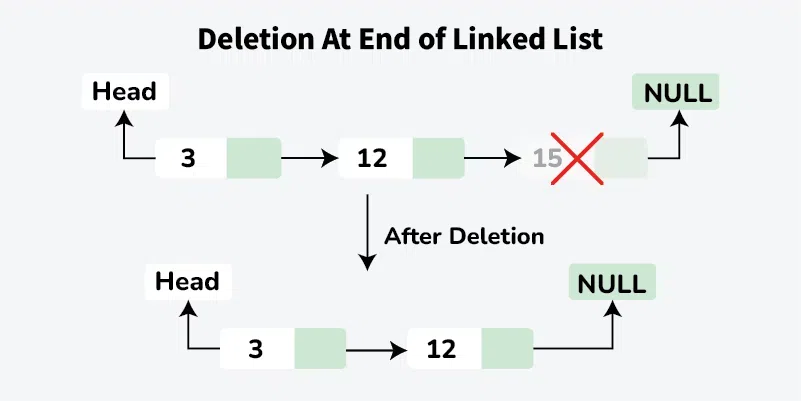 Deletion At End of Linked List
Head
NULL
3
12
15
After Deletion
Head
NULL
3
12